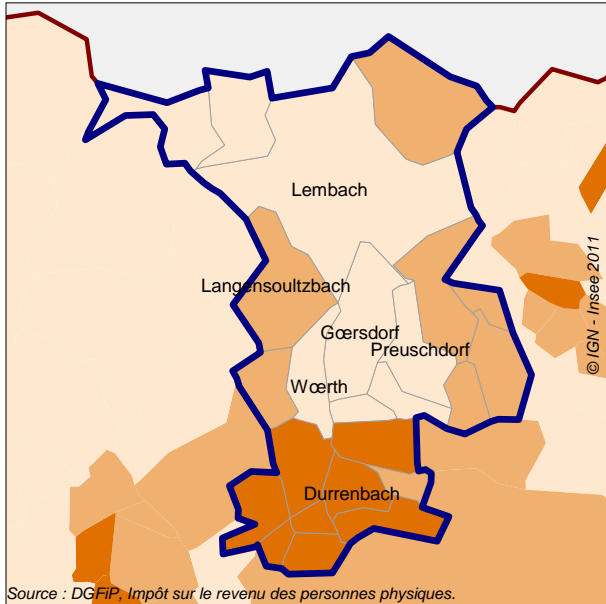 Lembach
Langensoultzbach
Gœrsdorf
Preuschdorf
Wœrth
Durrenbach
© IGN - Insee 2011
Source : DGFiP, Impôt sur le revenu des personnes physiques.